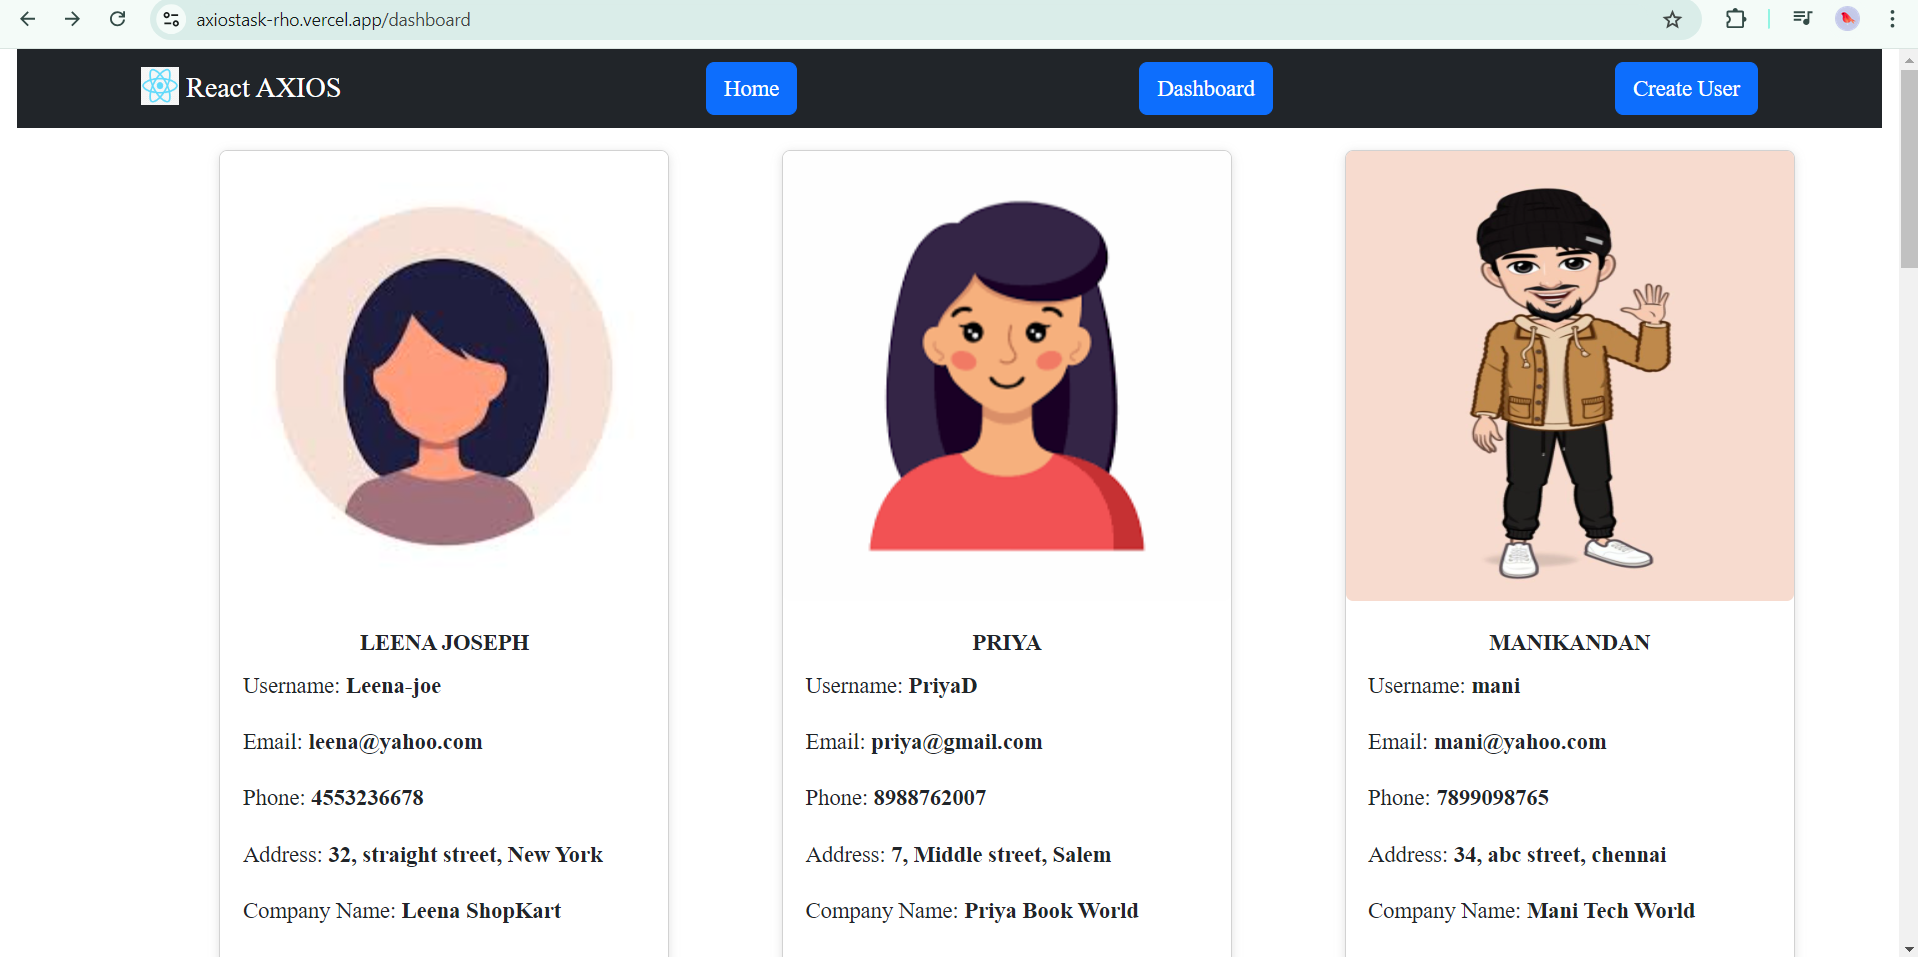 axiostask-rho.vercel.app/dashboard
React AXIOS Home Dashboard Create User
LEENA JOSEPH
Username: Leena-joe
Email: leena@yahoo.com
Phone: 4553236678
Address: 32, straight street, New York
Company Name: Leena ShopKart
PRIYA
Username: PriyaD
Email: priya@gmail.com
Phone: 8988762007
Address: 7, Middle street, Salem
Company Name: Priya Book World
MANIKANDAN
Username: mani
Email: mani@yahoo.com
Phone: 7899098765
Address: 34, abc street, chennai
Company Name: Mani Tech World